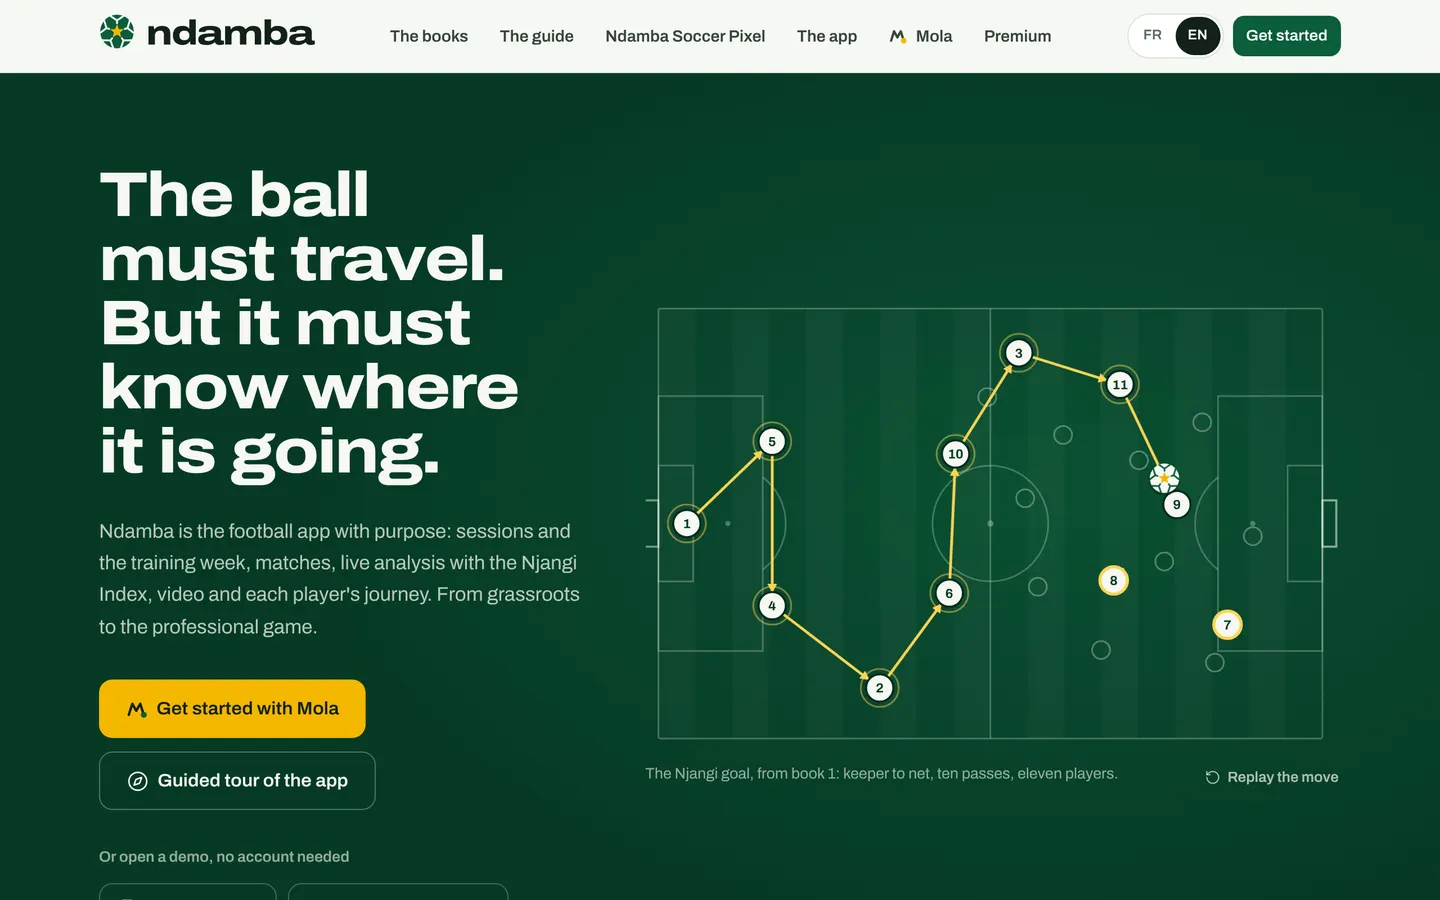 ndamba
The books
The guide
Ndamba Soccer Pixel
The app
Mola
Premium
FR
EN
Get started
The ball
must travel.
But it must
know where
it is going.
Ndamba is the football app with purpose: sessions and
the training week, matches, live analysis with the Njangi
Index, video and each player's journey. From grassroots
to the professional game.
Get started with Mola
Guided tour of the app
Or open a demo, no account needed
3
11
5
10
9
1
8
6
4
7
2
The Njangi goal, from book 1: keeper to net, ten passes, eleven players.
Replay the move